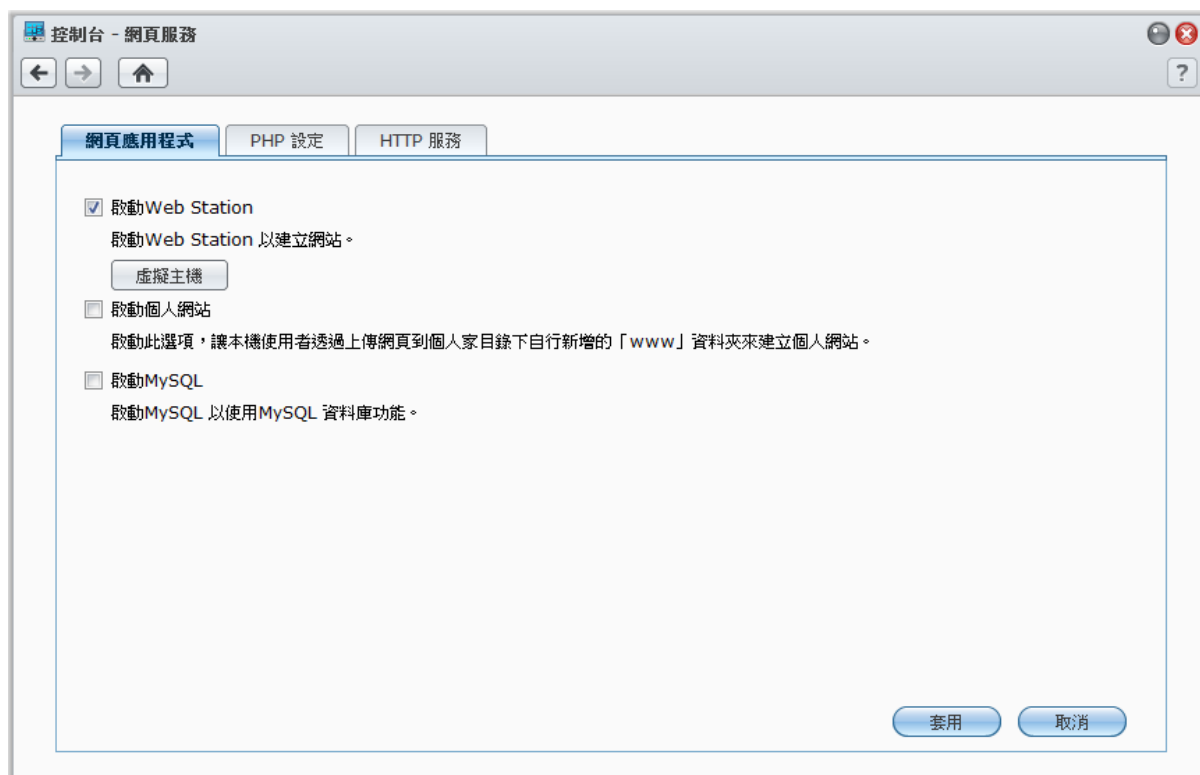 控制台 - 網頁服務
?
網頁應用程式 PHP 設定 HTTP 服務
啟動Web Station
啟動Web Station 以建立網站。
虛擬主機
啟動個人網站
啟動此選項，讓本機使用者透過上傳網頁到個人家目錄下自行新增的「www」資料夾來建立個人網站。
啟動MySQL
啟動MySQL 以使用MySQL 資料庫功能。
套用 取消